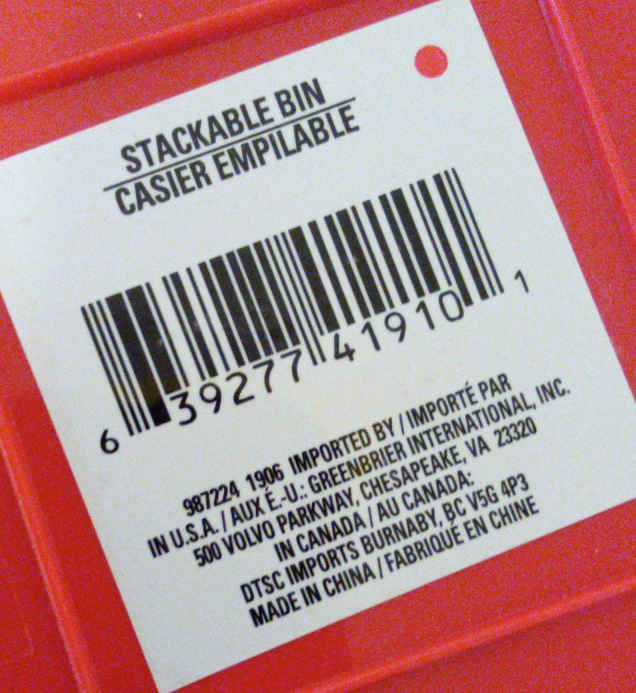 STACKABLE BIN
CASIER EMPILABLE
6 39277 41910 1
987224 1906 IMPORTED BY / IMPORTÉ PAR
IN U.S.A. / AUX É.-U.: GREENBRIER INTERNATIONAL, INC.
500 VOLVO PARKWAY, CHESAPEAKE, VA 23320
IN CANADA / AU CANADA:
DTSC IMPORTS BURNABY, BC V5G 4P3
MADE IN CHINA / FABRIQUÉ EN CHINE